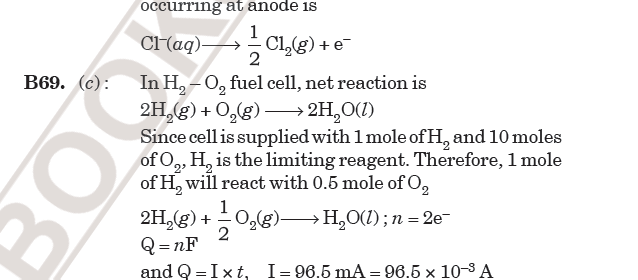 occurring at anode is
Cl⁻(aq)⟶ 1/2 Cl₂(g) + e⁻
B69. (c) : In H₂ – O₂ fuel cell, net reaction is
2H₂(g) + O₂(g) ⟶ 2H₂O(l)
Since cell is supplied with 1 mole of H₂ and 10 moles
of O₂, H₂ is the limiting reagent. Therefore, 1 mole
of H₂ will react with 0.5 mole of O₂
2H₂(g) + 1/2 O₂(g)⟶H₂O(l) ; n = 2e⁻
Q = nF
and Q = I × t, I = 96.5 mA = 96.5 × 10⁻³ A
BOOK